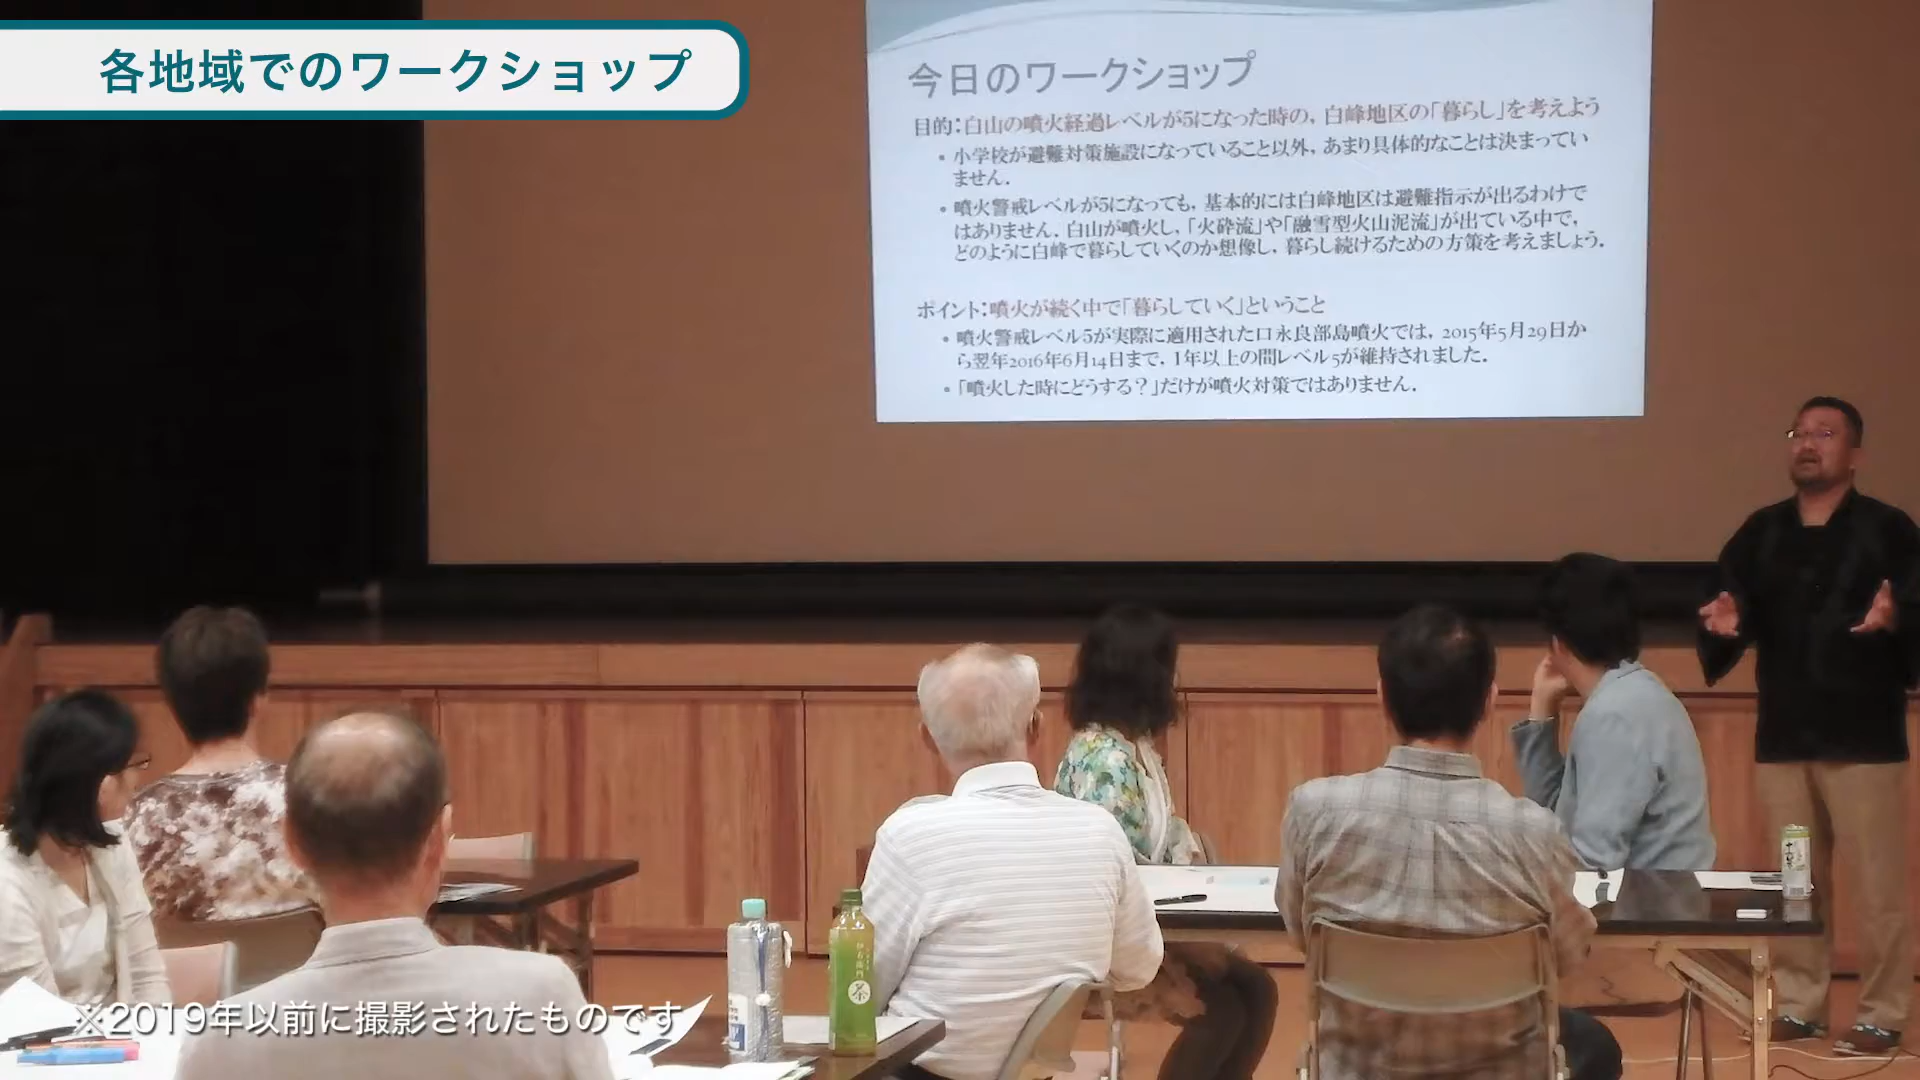 各地域でのワークショップ
今日のワークショップ
目的：白山の噴火経過レベルが5になった時の，白峰地区の「暮らし」を考えよう
• 小学校が避難対策施設になっていること以外，あまり具体的なことは決まってい
ません．
• 噴火警戒レベルが5になっても，基本的には白峰地区は避難指示が出るわけで
はありません．白山が噴火し，「火砕流」や「融雪型火山泥流」が出ている中で，
どのように白峰で暮らしていくのか想像し，暮らし続けるための方策を考えましょう．
ポイント：噴火が続く中で「暮らしていく」ということ
• 噴火警戒レベル5が実際に適用された口永良部島噴火では，2015年5月29日か
ら翌年2016年6月14日まで，1年以上の間レベル5が維持されました．
• 「噴火した時にどうする？」だけが噴火対策ではありません．
伊右衛門
茶
※2019年以前に撮影されたものです